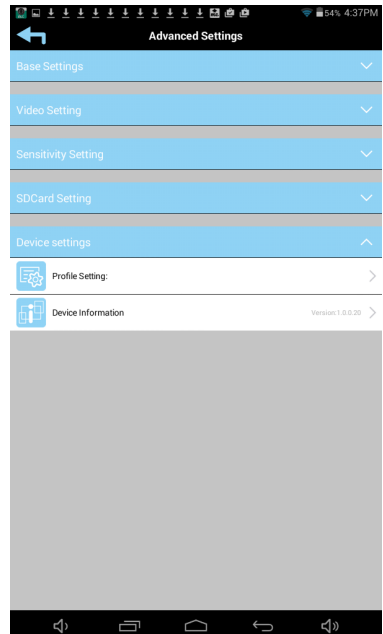 54% 4:37PM
Advanced Settings
Base Settings
Video Setting
Sensitivity Setting
SDCard Setting
Device settings
Profile Setting:
Device Information Version:1.0.0.20